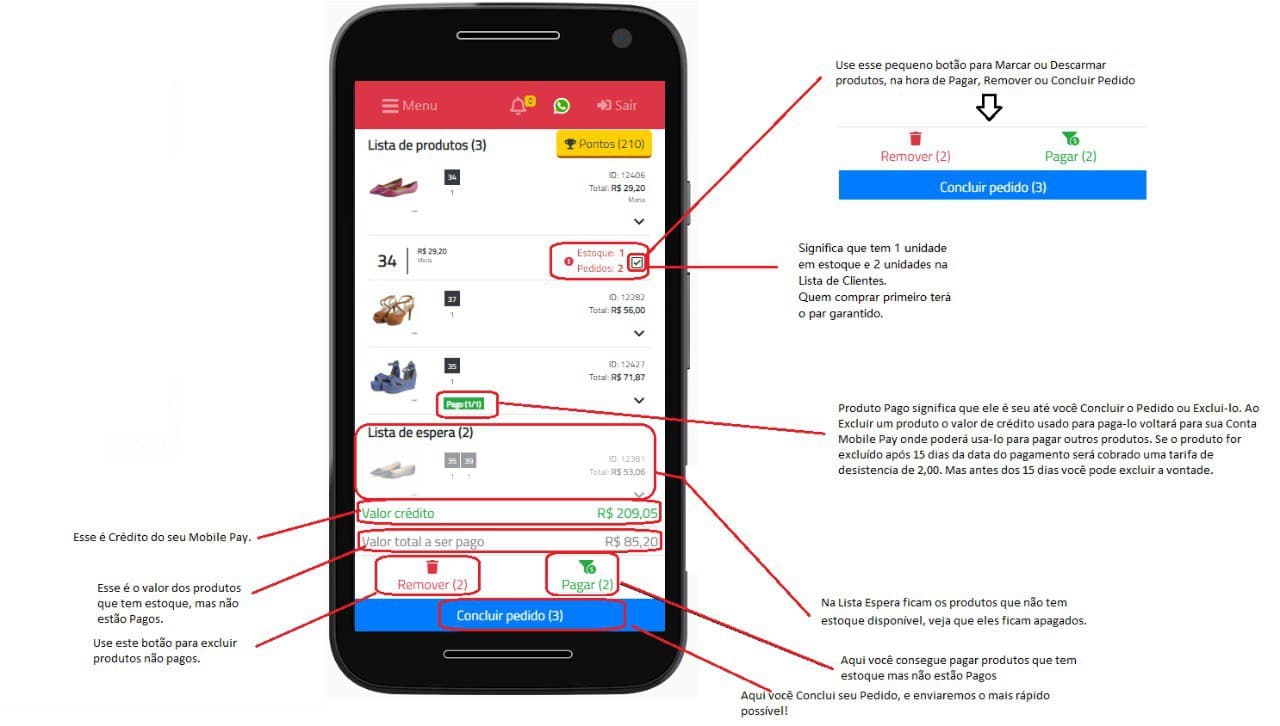 Menu
0
Sair
Lista de produtos (3)
Pontos (210)
34
1
ID: 12406
Total: R$ 29,20
Maria
34
R$ 29,20
Maria
Estoque: 1
Pedidos: 2
37
1
ID: 12282
Total: R$ 56,00
35
1
ID: 12427
Total: R$ 71,87
Pago (1/1)
Lista de espera (2)
35 39
1 1
ID: 12381
Total: R$ 53,06
Valor crédito R$ 209,05
Valor total a ser pago R$ 85,20
Remover (2)
Pagar (2)
Concluir pedido (3)
Use esse pequeno botão para Marcar ou Descarmar
produtos, na hora de Pagar, Remover ou Concluir Pedido
Remover (2)
Pagar (2)
Concluir pedido (3)
Significa que tem 1 unidade
em estoque e 2 unidades na
Lista de Clientes.
Quem comprar primeiro terá
o par garantido.
Produto Pago significa que ele é seu até você Concluir o Pedido ou Exclui-lo. Ao
Excluir um produto o valor de crédito usado para paga-lo voltará para sua Conta
Mobile Pay onde poderá usa-lo para pagar outros produtos. Se o produto for
excluído após 15 dias da data do pagamento será cobrado uma tarifa de
desistencia de 2,00. Mas antes dos 15 dias você pode excluir a vontade.
Esse é Crédito do seu Mobile Pay.
Esse é o valor dos produtos
que tem estoque, mas não
estão Pagos.
Use este botão para excluir
produtos não pagos.
Na Lista Espera ficam os produtos que não tem
estoque disponível, veja que eles ficam apagados.
Aqui você consegue pagar produtos que tem
estoque mas não estão Pagos
Aqui você Conclui seu Pedido, e enviaremos o mais rápido
possível!